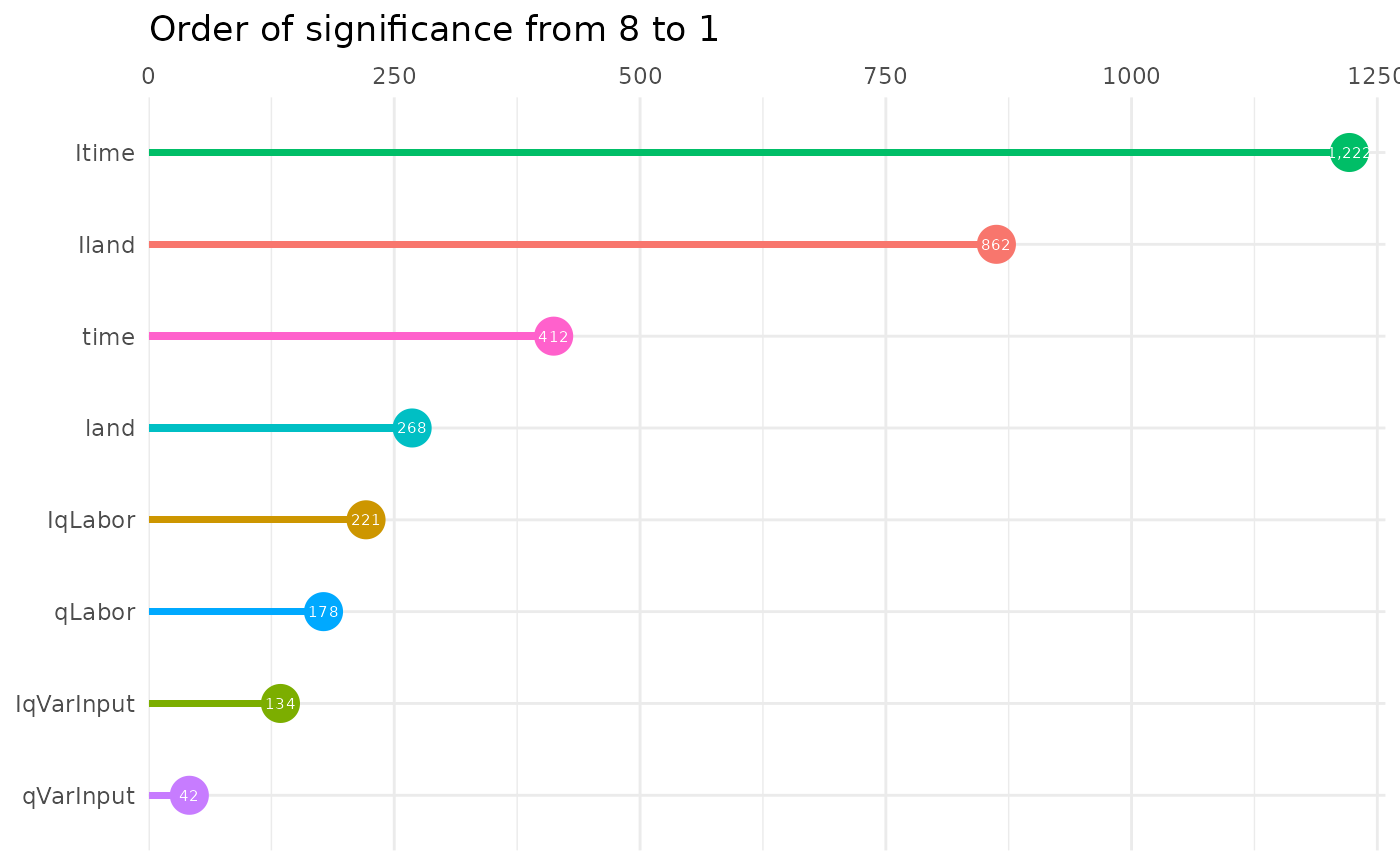 Order of significance from 8 to 1
0 250 500 750 1000 1250
ltime 1,222
lland 862
time 412
land 268
lqLabor 221
qLabor 178
lqVarInput 134
qVarInput 42